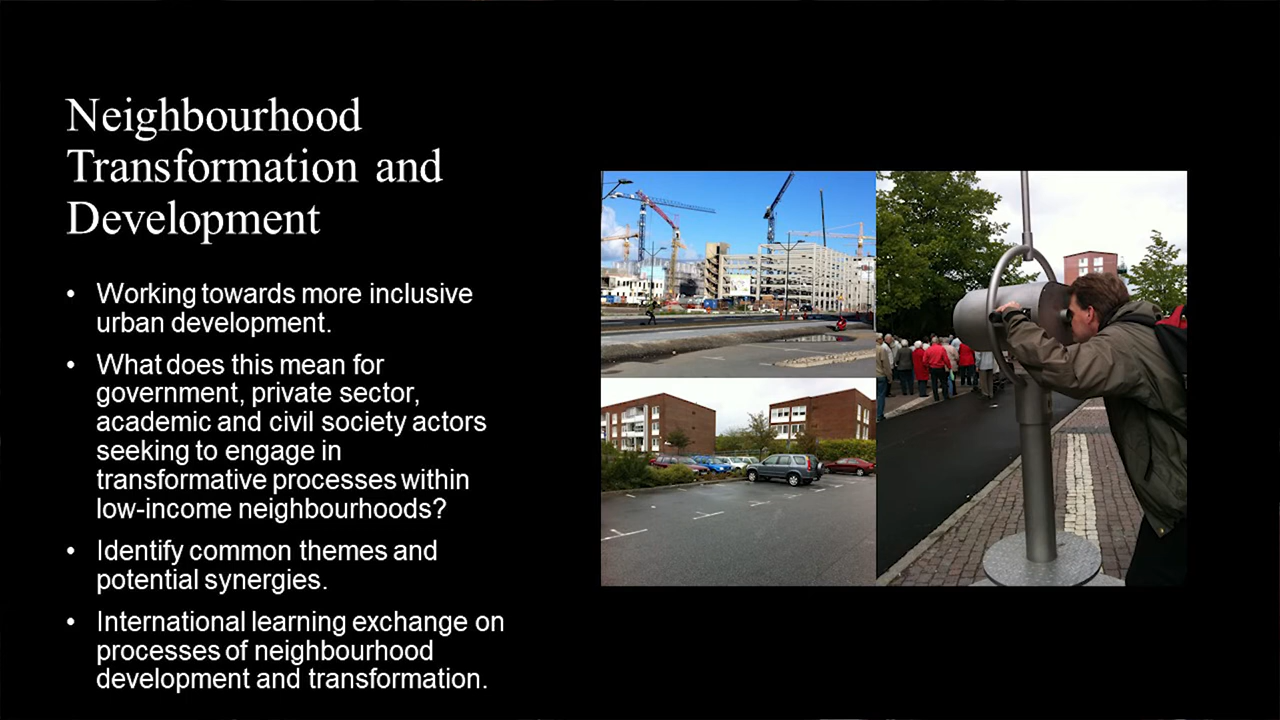 Neighbourhood
Transformation and
Development
• Working towards more inclusive
urban development.
• What does this mean for
government, private sector,
academic and civil society actors
seeking to engage in
transformative processes within
low-income neighbourhoods?
• Identify common themes and
potential synergies.
• International learning exchange on
processes of neighbourhood
development and transformation.